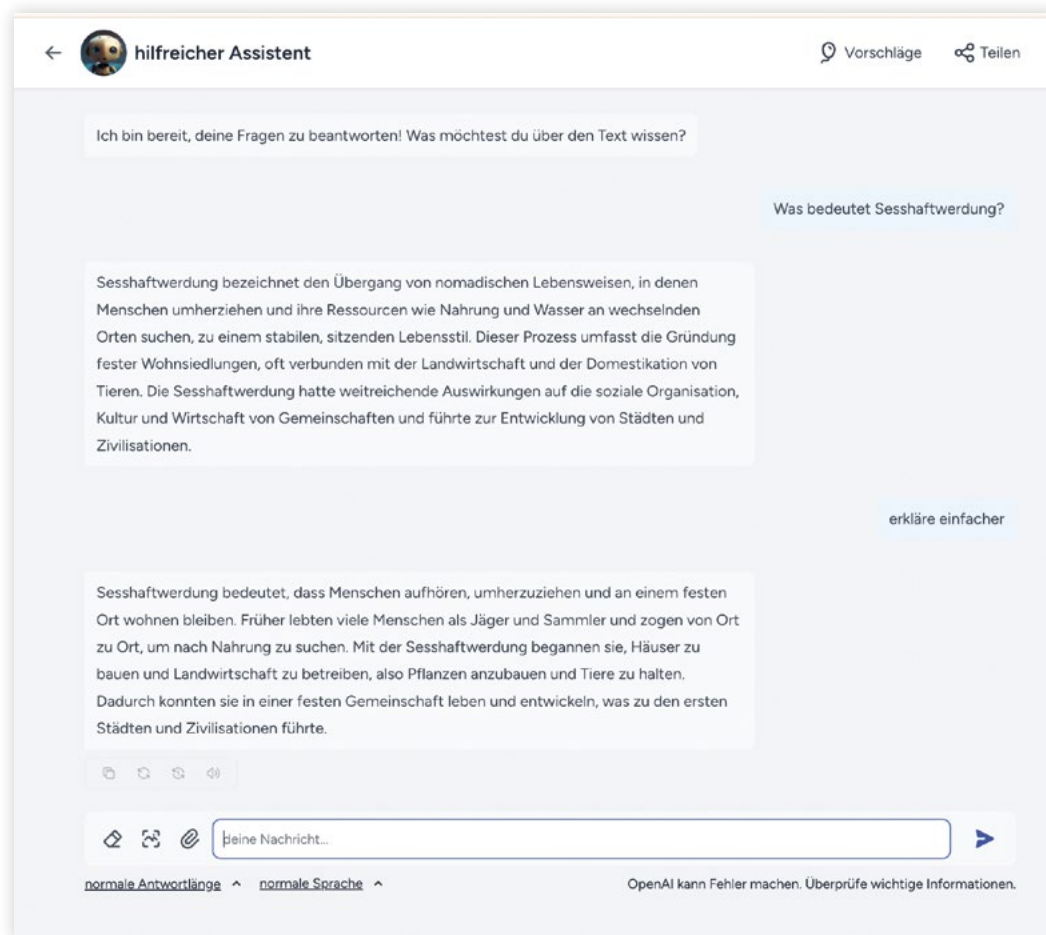 hilfreicher Assistent
Vorschläge
Teilen
Ich bin bereit, deine Fragen zu beantworten! Was möchtest du über den Text wissen?
Was bedeutet Sesshaftwerdung?
Sesshaftwerdung bezeichnet den Übergang von nomadischen Lebensweisen, in denen
Menschen umherziehen und ihre Ressourcen wie Nahrung und Wasser an wechselnden
Orten suchen, zu einem stabilen, sitzenden Lebensstil. Dieser Prozess umfasst die Gründung
fester Wohnsiedlungen, oft verbunden mit der Landwirtschaft und der Domestikation von
Tieren. Die Sesshaftwerdung hatte weitreichende Auswirkungen auf die soziale Organisation,
Kultur und Wirtschaft von Gemeinschaften und führte zur Entwicklung von Städten und
Zivilisationen.
erkläre einfacher
Sesshaftwerdung bedeutet, dass Menschen aufhören, umherzuziehen und an einem festen
Ort wohnen bleiben. Früher lebten viele Menschen als Jäger und Sammler und zogen von Ort
zu Ort, um nach Nahrung zu suchen. Mit der Sesshaftwerdung begannen sie, Häuser zu
bauen und Landwirtschaft zu betreiben, also Pflanzen anzubauen und Tiere zu halten.
Dadurch konnten sie in einer festen Gemeinschaft leben und entwickeln, was zu den ersten
Städten und Zivilisationen führte.
deine Nachricht...
normale Antwortlänge
normale Sprache
OpenAI kann Fehler machen. Überprüfe wichtige Informationen.